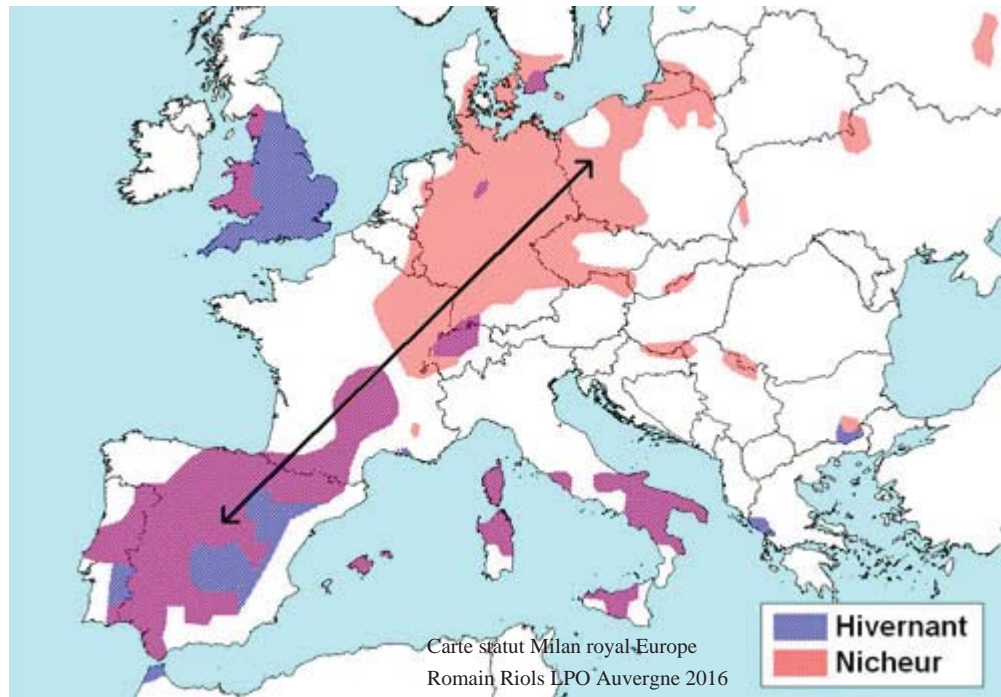 Carte statut Milan royal Europe
Romain Riols LPO Auvergne 2016
Hivernant
Nicheur